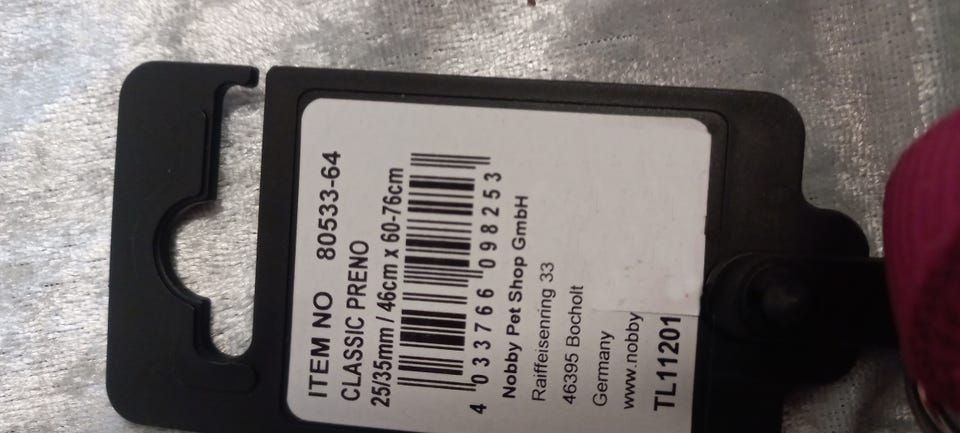 ITEM NO 80533-64
CLASSIC PRENO
25/35mm / 46cm x 60-76cm
4 033766 098253
Nobby Pet Shop GmbH
Raiffeisenring 33
46395 Bocholt
Germany
www.nobby
TL11201